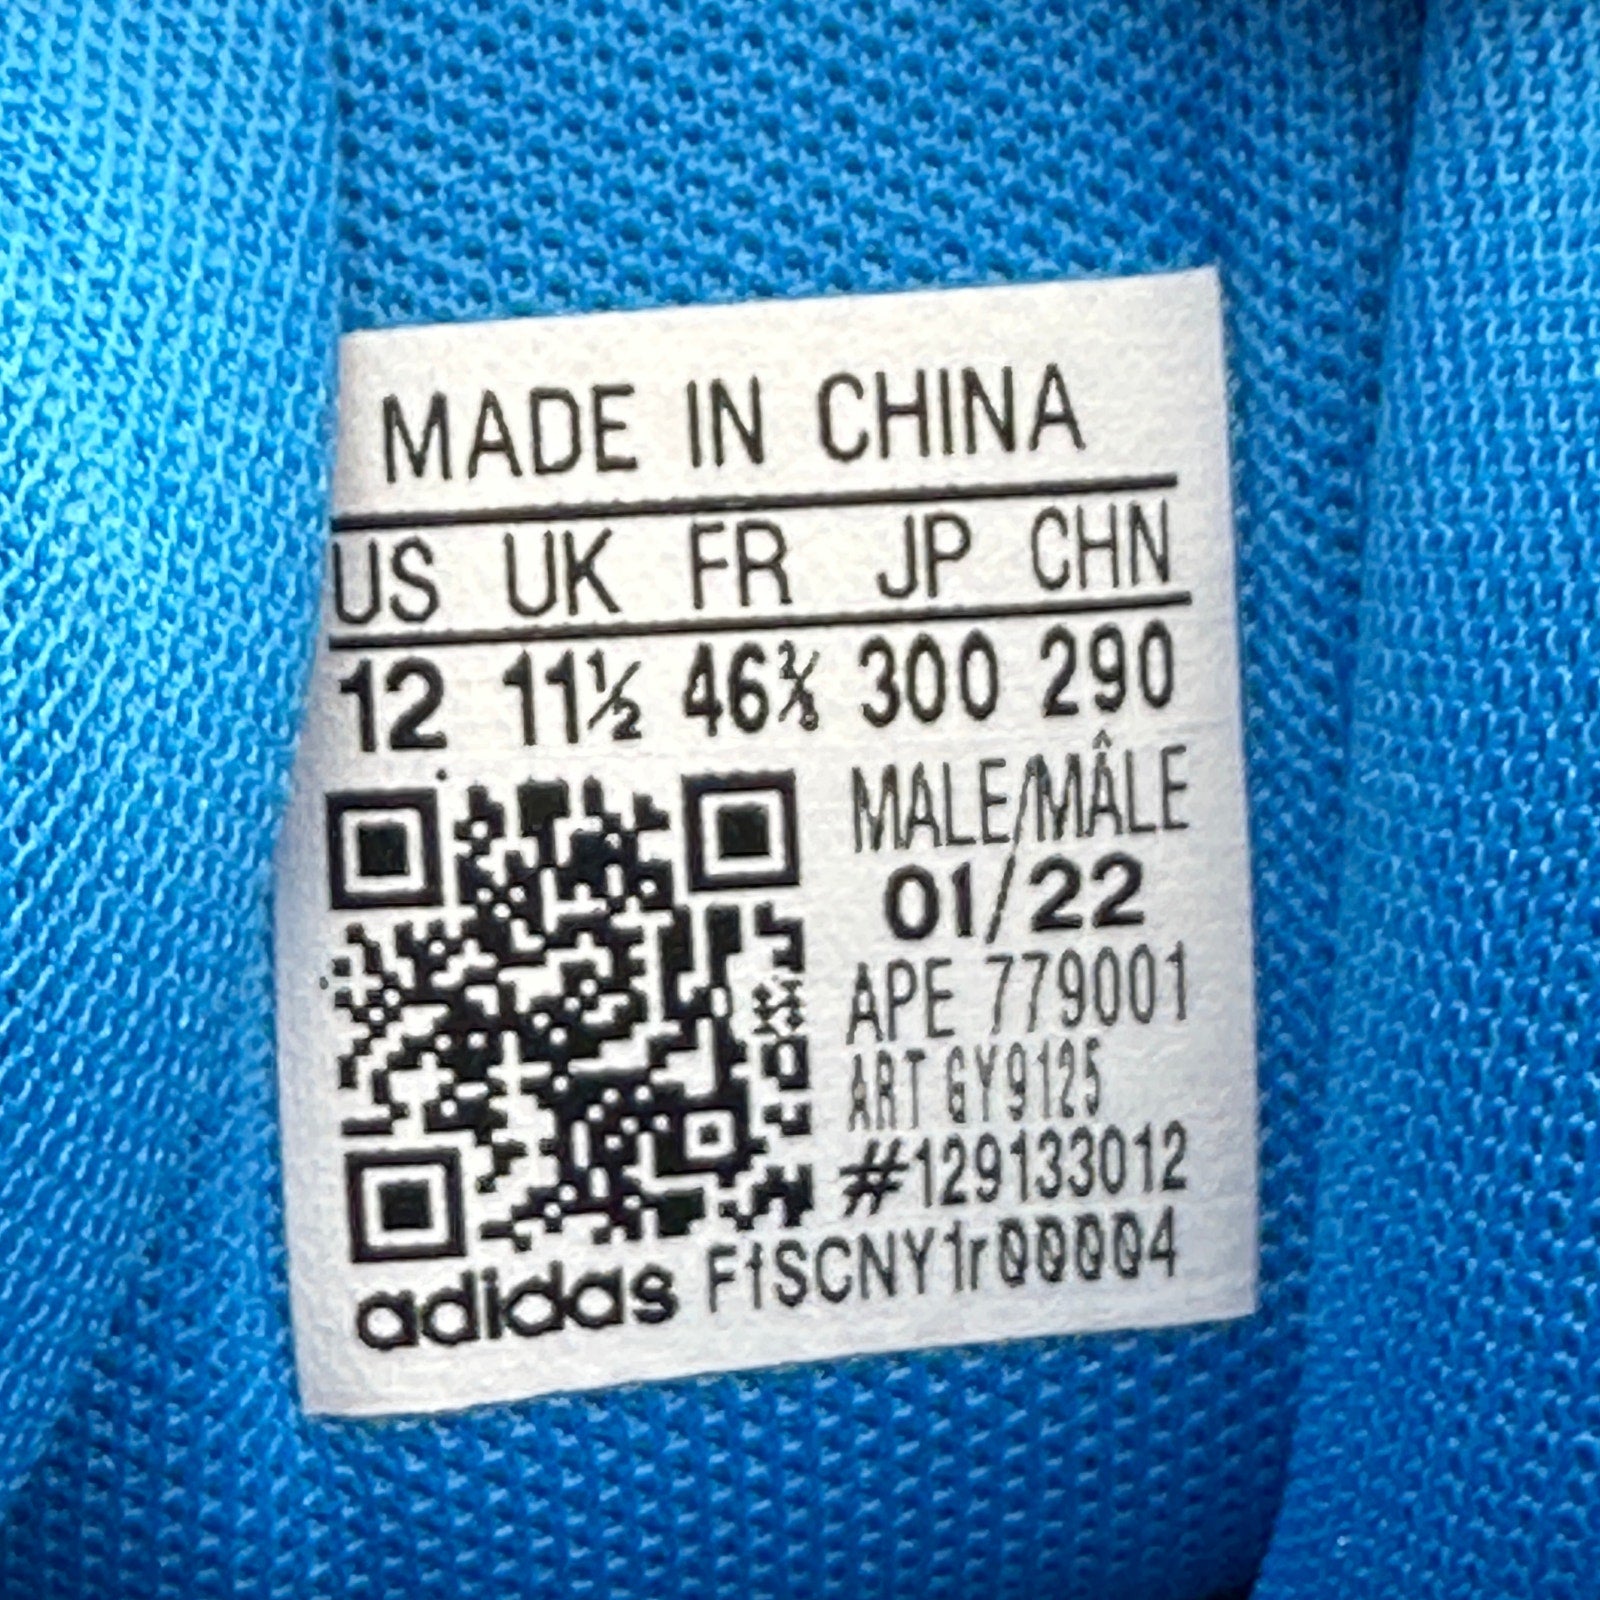 MADE IN CHINA
US UK FR JP CHN
12 11½ 46⅔ 300 290
MALE/MÂLE
01/22
APE 779001
ART GY9125
#129133012
adidas F1SCNY1r00004